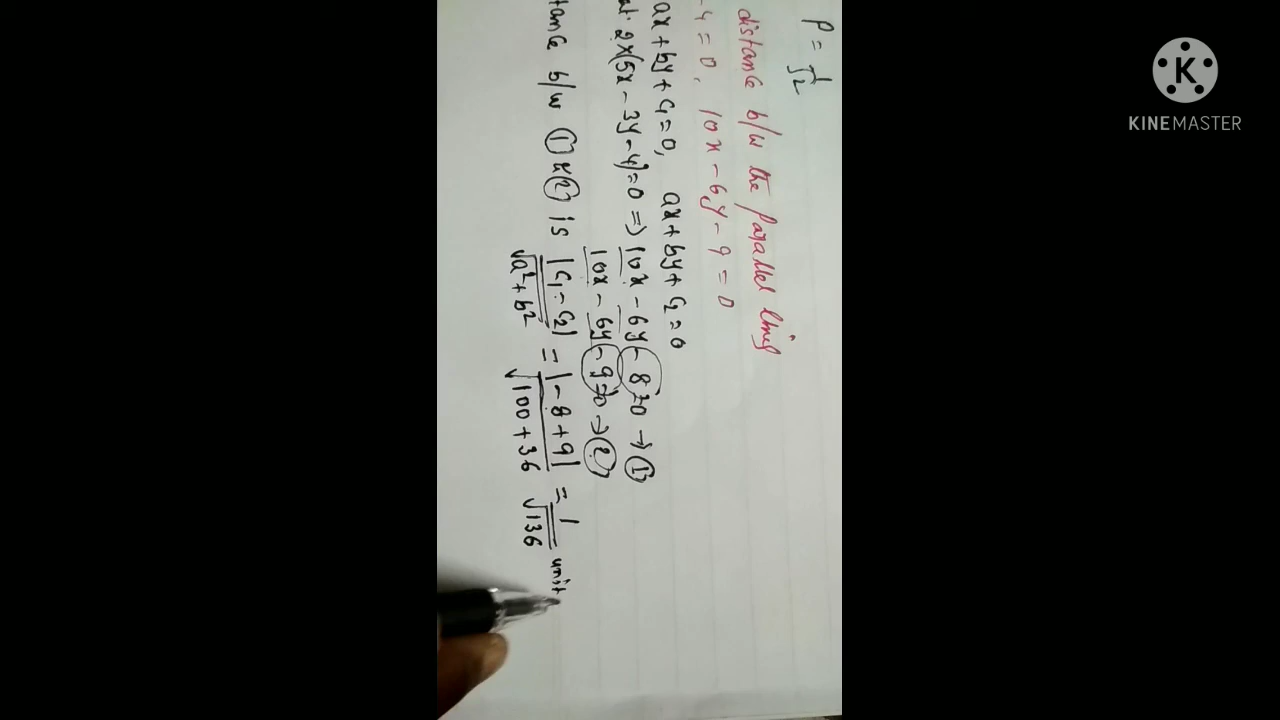 P = 1/√2
distance b/w the parallel lines
-4 = 0, 10x - 6y - 9 = 0
ax + by + c₁ = 0, ax + by + c₂ = 0
2x(5x - 3y - 4) = 0 ⇒ 10x - 6y - 8 = 0 → ①
10x - 6y - 9 = 0 → ②
tance b/w ① & ② is |c₁ - c₂| / √a² + b² = |-8 + 9| / √100 + 36 = 1/√136 unit
KINEMASTER